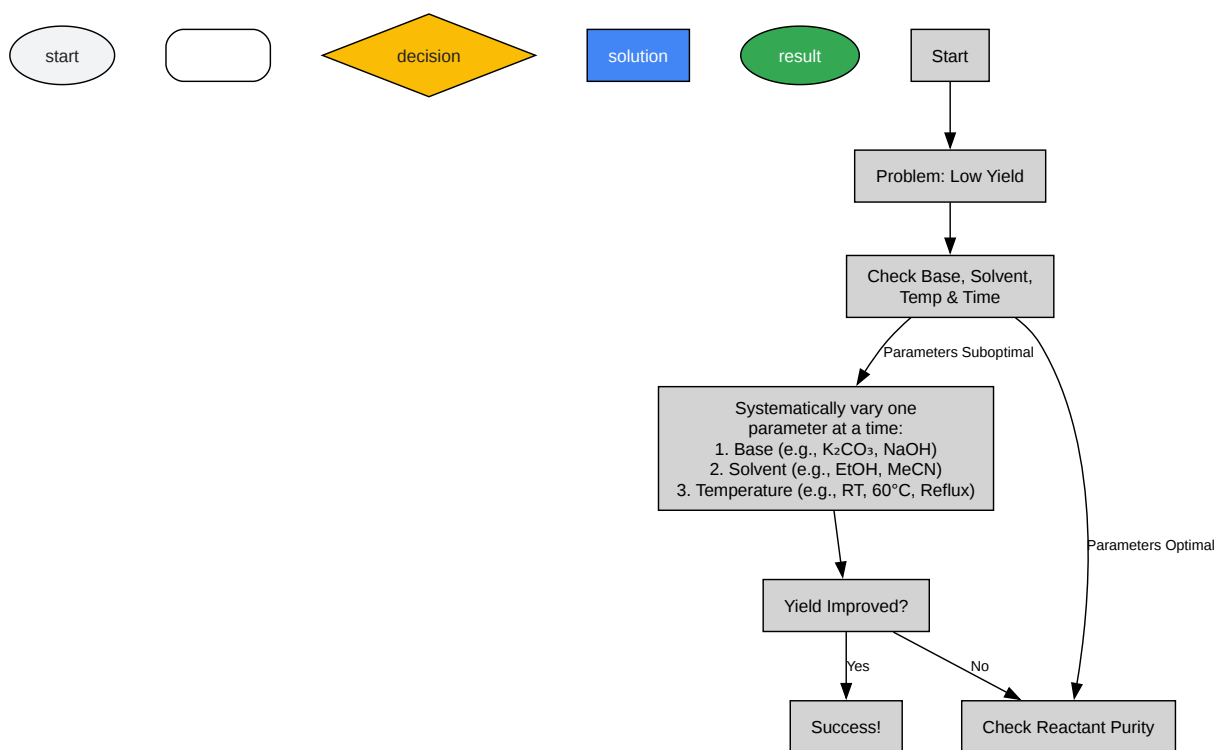 start
decision
solution
result
Start
Problem: Low Yield
Check Base, Solvent,
Temp & Time
Parameters Suboptimal
Systematically vary one
parameter at a time:
1. Base (e.g., K₂CO₃, NaOH)
2. Solvent (e.g., EtOH, MeCN)
3. Temperature (e.g., RT, 60°C, Reflux)
Parameters Optimal
Yield Improved?
Yes
No
Success!
Check Reactant Purity